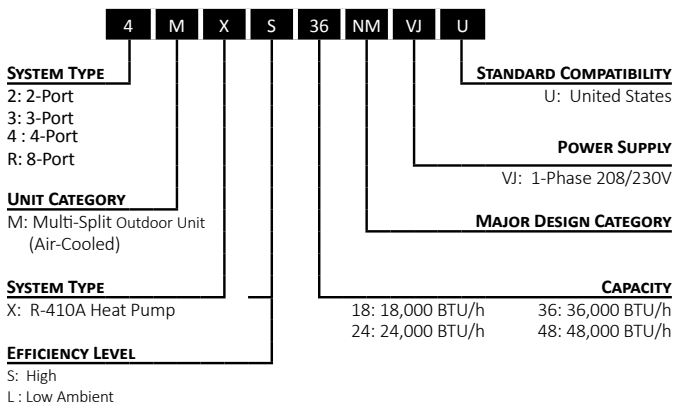 4 M X S 36 NM VJ U
SYSTEM TYPE
2: 2-Port
3: 3-Port
4 : 4-Port
R: 8-Port
UNIT CATEGORY
M: Multi-Split Outdoor Unit
(Air-Cooled)
SYSTEM TYPE
X: R-410A Heat Pump
EFFICIENCY LEVEL
S: High
L : Low Ambient
STANDARD COMPATIBILITY
U: United States
POWER SUPPLY
VJ: 1-Phase 208/230V
MAJOR DESIGN CATEGORY
CAPACITY
18: 18,000 BTU/h 36: 36,000 BTU/h
24: 24,000 BTU/h 48: 48,000 BTU/h